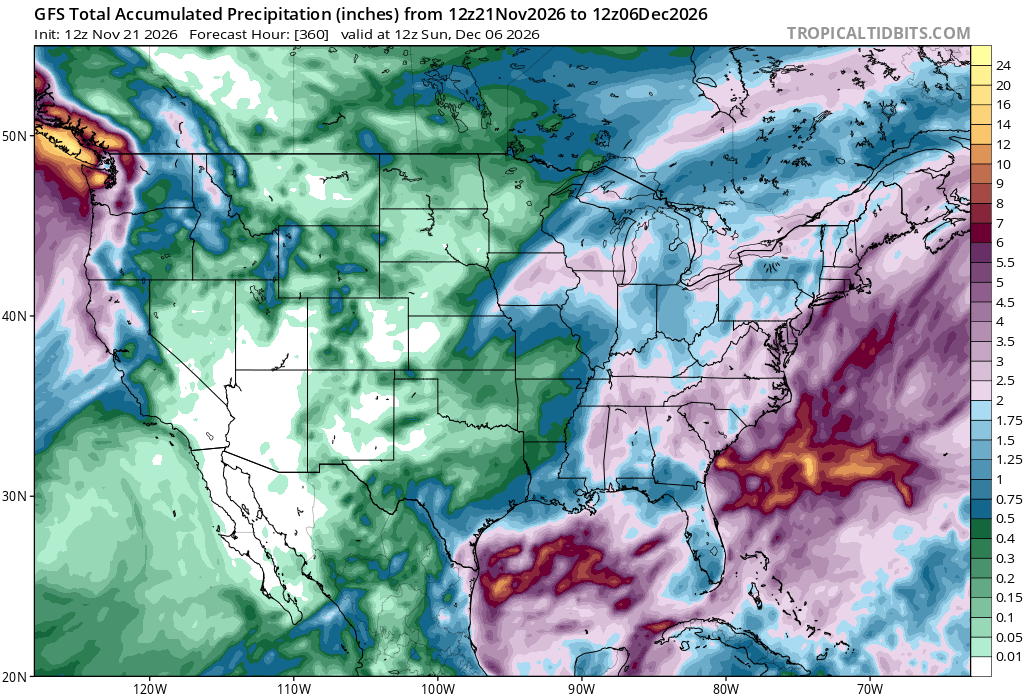 GFS Total Accumulated Precipitation (inches) from 12z21Nov2026 to 12z06Dec2026
Init: 12z Nov 21 2026 Forecast Hour: [360] valid at 12z Sun, Dec 06 2026
TROPICALTIDBITS.COM
50N
40N
30N
20N
120W
110W
100W
90W
80W
70W
24
20
16
14
12
10
9
8
7
6
5.5
5
4.5
4
3.5
3
2.5
2
1.75
1.5
1.25
1
0.75
0.5
0.4
0.3
0.2
0.15
0.1
0.05
0.01